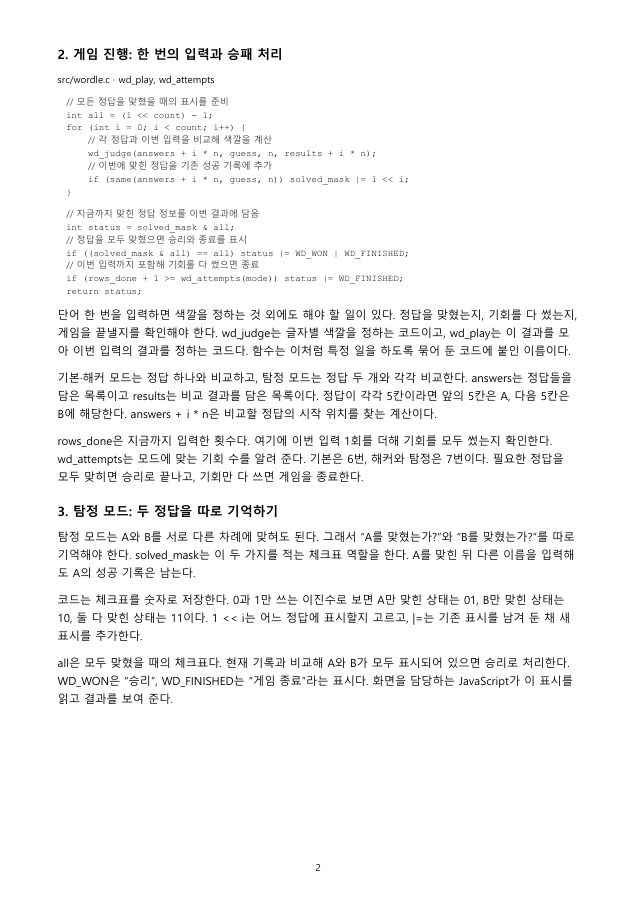 2. 게임 진행: 한 번의 입력과 승패 처리
src/wordle.c · wd_play, wd_attempts
// 모든 정답을 맞혔을 때의 표시를 준비
int all = (1 << count) - 1;
for (int i = 0; i < count; i++) {
// 각 정답과 이번 입력을 비교해 색깔을 계산
wd_judge(answers + i * n, guess, n, results + i * n);
// 이번에 맞힌 정답을 기존 성공 기록에 추가
if (same(answers + i * n, guess, n)) solved_mask |= 1 << i;
}
// 지금까지 맞힌 정답 정보를 이번 결과에 담음
int status = solved_mask & all;
// 정답을 모두 맞혔으면 승리와 종료를 표시
if ((solved_mask & all) == all) status |= WD_WON | WD_FINISHED;
// 이번 입력까지 포함해 기회를 다 썼으면 종료
if (rows_done + 1 >= wd_attempts(mode)) status |= WD_FINISHED;
return status;
단어 한 번을 입력하면 색깔을 정하는 것 외에도 해야 할 일이 있다. 정답을 맞혔는지, 기회를 다 썼는지,
게임을 끝낼지를 확인해야 한다. wd_judge는 글자별 색깔을 정하는 코드이고, wd_play는 이 결과를 모
아 이번 입력의 결과를 정하는 코드다. 함수는 이처럼 특정 일을 하도록 묶어 둔 코드에 붙인 이름이다.
기본·해커 모드는 정답 하나와 비교하고, 탐정 모드는 정답 두 개와 각각 비교한다. answers는 정답들을
담은 목록이고 results는 비교 결과를 담은 목록이다. 정답이 각각 5칸이라면 앞의 5칸은 A, 다음 5칸은
B에 해당한다. answers + i * n은 비교할 정답의 시작 위치를 찾는 계산이다.
rows_done은 지금까지 입력한 횟수다. 여기에 이번 입력 1회를 더해 기회를 모두 썼는지 확인한다.
wd_attempts는 모드에 맞는 기회 수를 알려 준다. 기본은 6번, 해커와 탐정은 7번이다. 필요한 정답을
모두 맞히면 승리로 끝나고, 기회만 다 쓰면 게임을 종료한다.
3. 탐정 모드: 두 정답을 따로 기억하기
탐정 모드는 A와 B를 서로 다른 차례에 맞혀도 된다. 그래서 “A를 맞혔는가?”와 “B를 맞혔는가?”를 따로
기억해야 한다. solved_mask는 이 두 가지를 적는 체크표 역할을 한다. A를 맞힌 뒤 다른 이름을 입력해
도 A의 성공 기록은 남는다.
코드는 체크표를 숫자로 저장한다. 0과 1만 쓰는 이진수로 보면 A만 맞힌 상태는 01, B만 맞힌 상태는
10, 둘 다 맞힌 상태는 11이다. 1 << i는 어느 정답에 표시할지 고르고, |=는 기존 표시를 남겨 둔 채 새
표시를 추가한다.
all은 모두 맞혔을 때의 체크표다. 현재 기록과 비교해 A와 B가 모두 표시되어 있으면 승리로 처리한다.
WD_WON은 “승리”, WD_FINISHED는 “게임 종료”라는 표시다. 화면을 담당하는 JavaScript가 이 표시를
읽고 결과를 보여 준다.
2